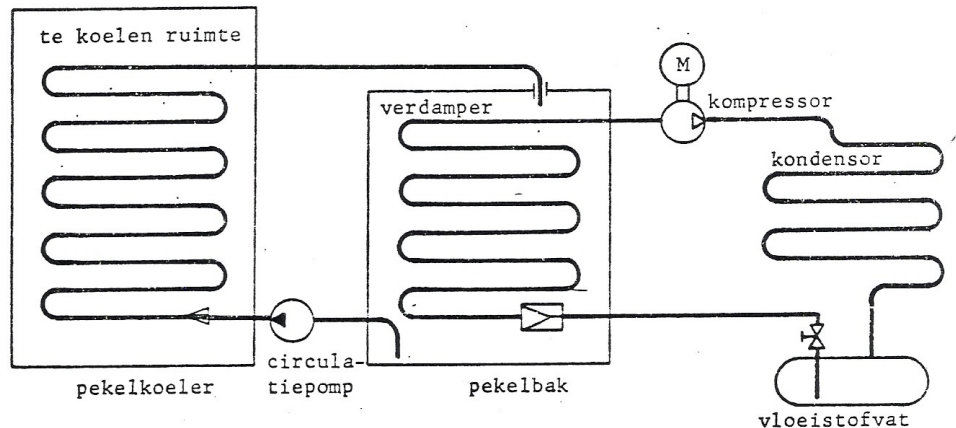 te koelen ruimte
verdamper
M
kompressor
kondensor
circula-
tiepomp
pekelkoeler
pekelbak
vloeistofvat